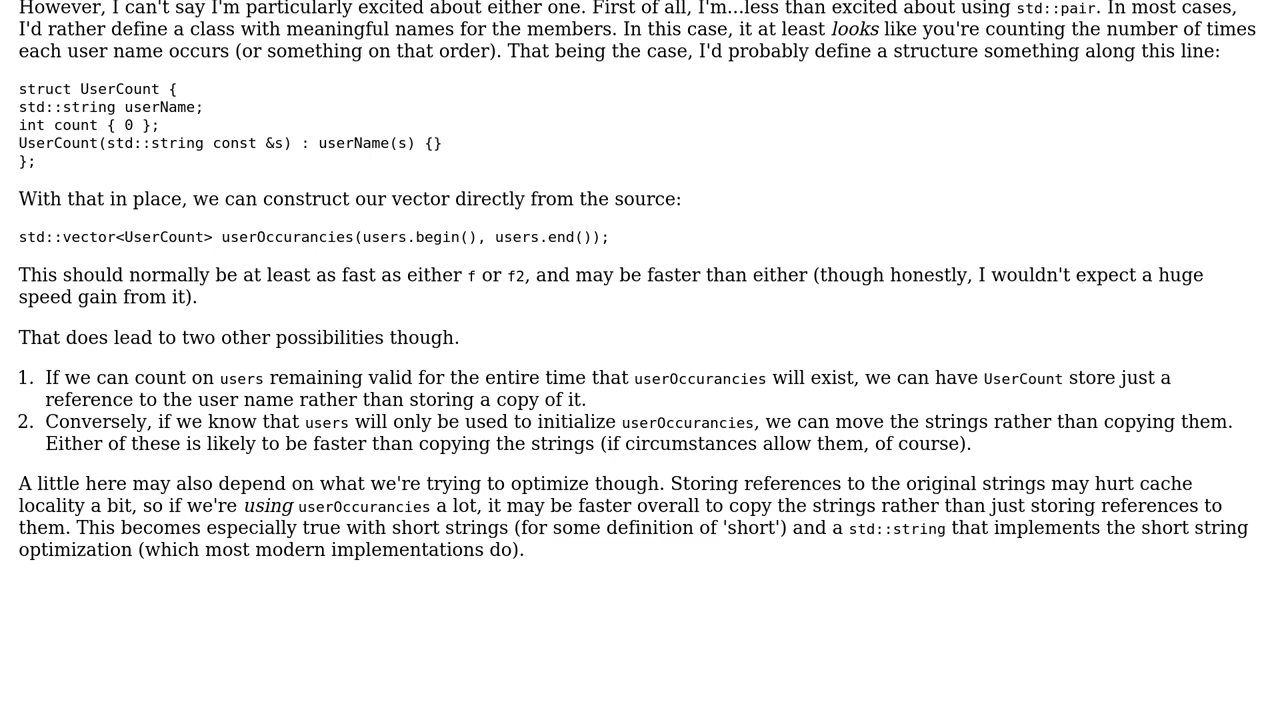 However, I can't say I'm particularly excited about either one. First of all, I'm...less than excited about using std::pair. In most cases,
I'd rather define a class with meaningful names for the members. In this case, it at least looks like you're counting the number of times
each user name occurs (or something on that order). That being the case, I'd probably define a structure something along this line:
struct UserCount {
std::string userName;
int count { 0 };
UserCount(std::string const &s) : userName(s) {}
};
With that in place, we can construct our vector directly from the source:
std::vector<UserCount> userOccurancies(users.begin(), users.end());
This should normally be at least as fast as either f or f2, and may be faster than either (though honestly, I wouldn't expect a huge
speed gain from it).
That does lead to two other possibilities though.
1. If we can count on users remaining valid for the entire time that userOccurancies will exist, we can have UserCount store just a
reference to the user name rather than storing a copy of it.
2. Conversely, if we know that users will only be used to initialize userOccurancies, we can move the strings rather than copying them.
Either of these is likely to be faster than copying the strings (if circumstances allow them, of course).
A little here may also depend on what we're trying to optimize though. Storing references to the original strings may hurt cache
locality a bit, so if we're using userOccurancies a lot, it may be faster overall to copy the strings rather than just storing references to
them. This becomes especially true with short strings (for some definition of 'short') and a std::string that implements the short string
optimization (which most modern implementations do).